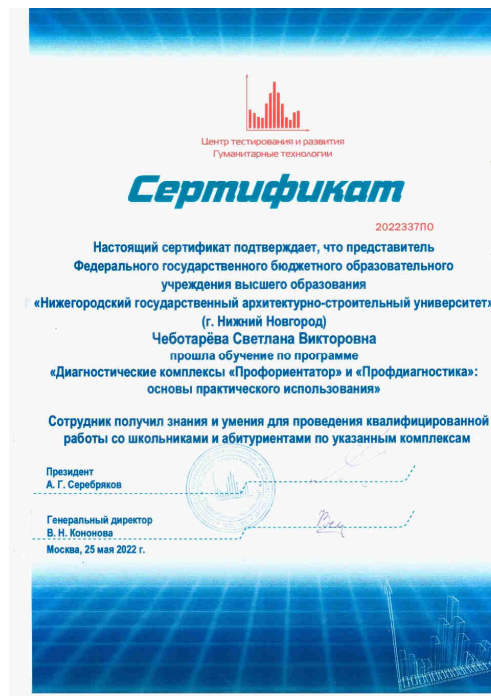 Центр тестирования и развития
Гуманитарные технологии
Сертификат
2022337ПО
Настоящий сертификат подтверждает, что представитель
Федерального государственного бюджетного образовательного
учреждения высшего образования
«Нижегородский государственный архитектурно-строительный университет»
(г. Нижний Новгород)
Чеботарёва Светлана Викторовна
прошла обучение по программе
«Диагностические комплексы «Профориентатор» и «Профдиагностика»:
основы практического использования»
Сотрудник получил знания и умения для проведения квалифицированной
работы со школьниками и абитуриентами по указанным комплексам
Президент
А. Г. Серебряков
Генеральный директор
В. Н. Кононова
Москва, 25 мая 2022 г.